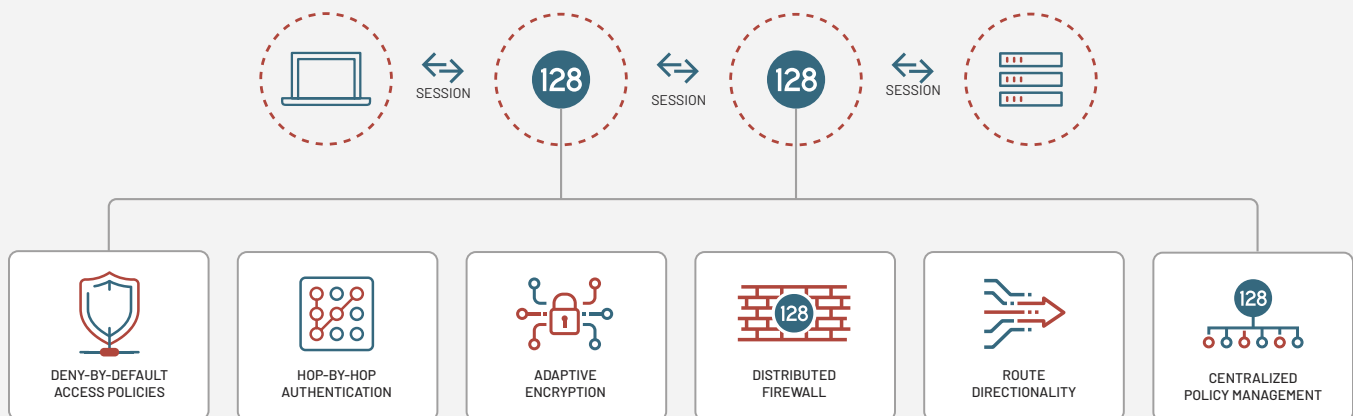 128
128
SESSION
SESSION
SESSION
128
128
DENY-BY-DEFAULT
ACCESS POLICIES
HOP-BY-HOP
AUTHENTICATION
ADAPTIVE
ENCRYPTION
DISTRIBUTED
FIREWALL
ROUTE
DIRECTIONALITY
CENTRALIZED
POLICY MANAGEMENT